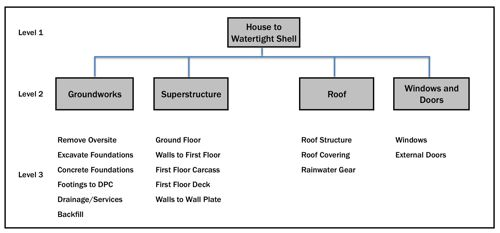 Level 1
House to
Watertight Shell
Level 2
Groundworks
Superstructure
Roof
Windows and
Doors
Level 3
Remove Oversite
Excavate Foundations
Concrete Foundations
Footings to DPC
Drainage/Services
Backfill
Ground Floor
Walls to First Floor
First Floor Carcass
First Floor Deck
Walls to Wall Plate
Roof Structure
Roof Covering
Rainwater Gear
Windows
External Doors